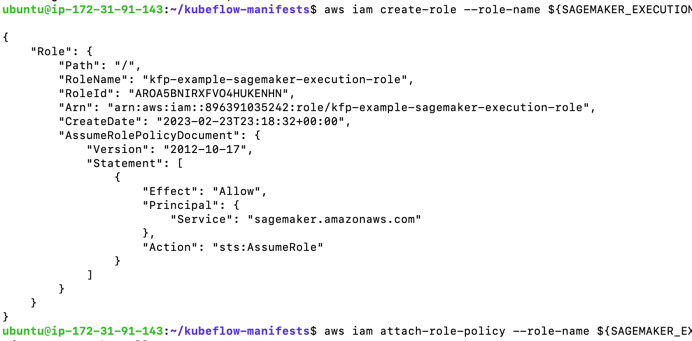 ubuntu@ip-172-31-91-143:~/kubeflow-manifests$ aws iam create-role --role-name ${SAGEMAKER_EXECUTION
{
    "Role": {
        "Path": "/",
        "RoleName": "kfp-example-sagemaker-execution-role",
        "RoleId": "AROA5BNIRXFVO4HUKENHN",
        "Arn": "arn:aws:iam::896391035242:role/kfp-example-sagemaker-execution-role",
        "CreateDate": "2023-02-23T23:18:32+00:00",
        "AssumeRolePolicyDocument": {
            "Version": "2012-10-17",
            "Statement": [
                {
                    "Effect": "Allow",
                    "Principal": {
                        "Service": "sagemaker.amazonaws.com"
                    },
                    "Action": "sts:AssumeRole"
                }
            ]
        }
    }
}
ubuntu@ip-172-31-91-143:~/kubeflow-manifests$ aws iam attach-role-policy --role-name ${SAGEMAKER_EX